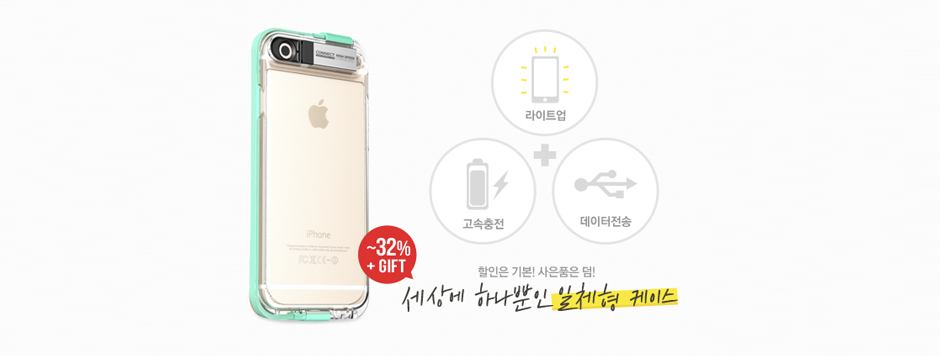 CONNECT
라이트업
고속충전
데이터전송
iPhone
~32%
+ GIFT
할인은 기본! 사은품은 덤!
세상에 하나뿐인 일체형 케이스